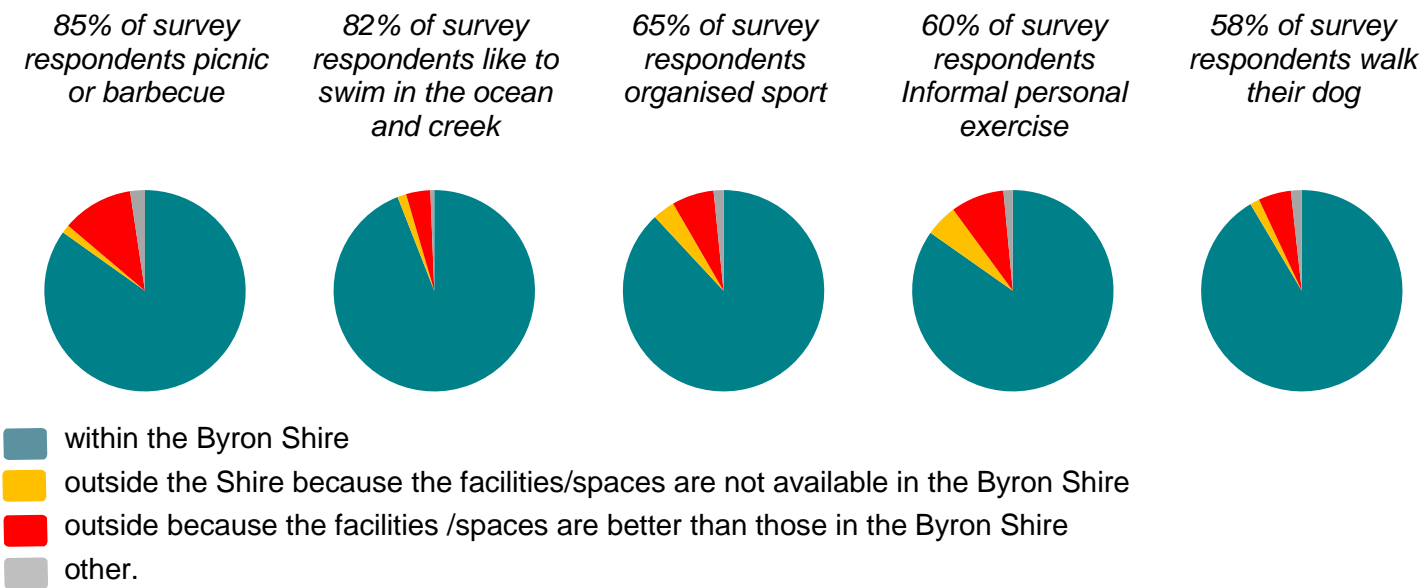 85% of survey
respondents picnic
or barbecue
82% of survey
respondents like to
swim in the ocean
and creek
65% of survey
respondents
organised sport
60% of survey
respondents
Informal personal
exercise
58% of survey
respondents walk
their dog
within the Byron Shire
outside the Shire because the facilities/spaces are not available in the Byron Shire
outside because the facilities /spaces are better than those in the Byron Shire
other.